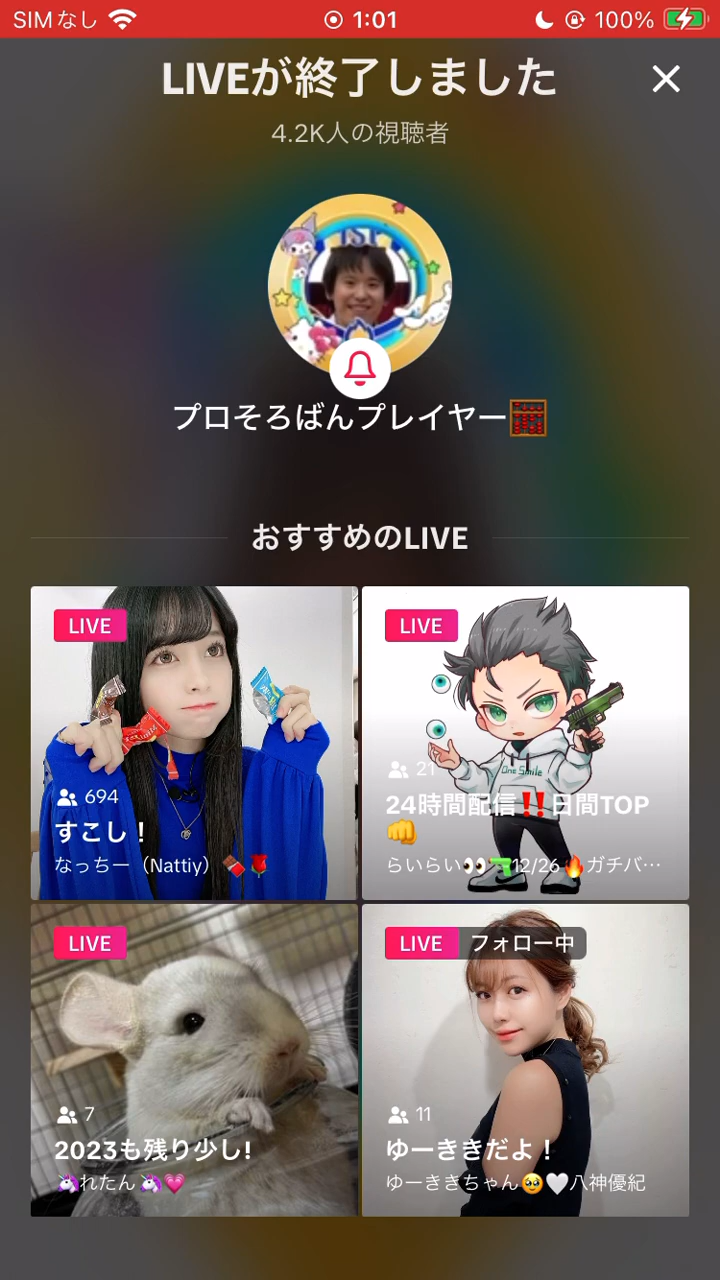 SIMなし 1:01 100%
LIVEが終了しました
4.2K人の視聴者
1ST
プロそろばんプレイヤー🧮
おすすめのLIVE
LIVE
694
すこし！
なっちー（Nattiy）🍫🌹
LIVE
21
One Smile
24時間配信‼️日間TOP
👊
らいらい👀🔫12/26🔥ガチバ…
LIVE
7
2023も残り少し!
🦄れたん🦄💗
LIVE フォロー中
11
ゆーききだよ！
ゆーききちゃん🥹🤍八神優紀